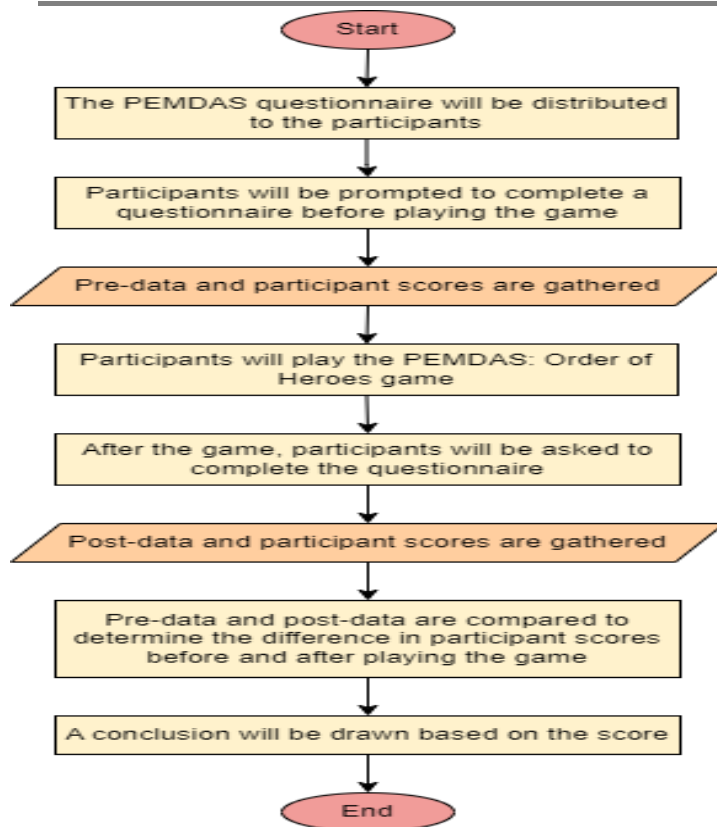 Start
The PEMDAS questionnaire will be distributed
to the participants
Participants will be prompted to complete a
questionnaire before playing the game
Pre-data and participant scores are gathered
Participants will play the PEMDAS: Order of
Heroes game
After the game, participants will be asked to
complete the questionnaire
Post-data and participant scores are gathered
Pre-data and post-data are compared to
determine the difference in participant scores
before and after playing the game
A conclusion will be drawn based on the score
End